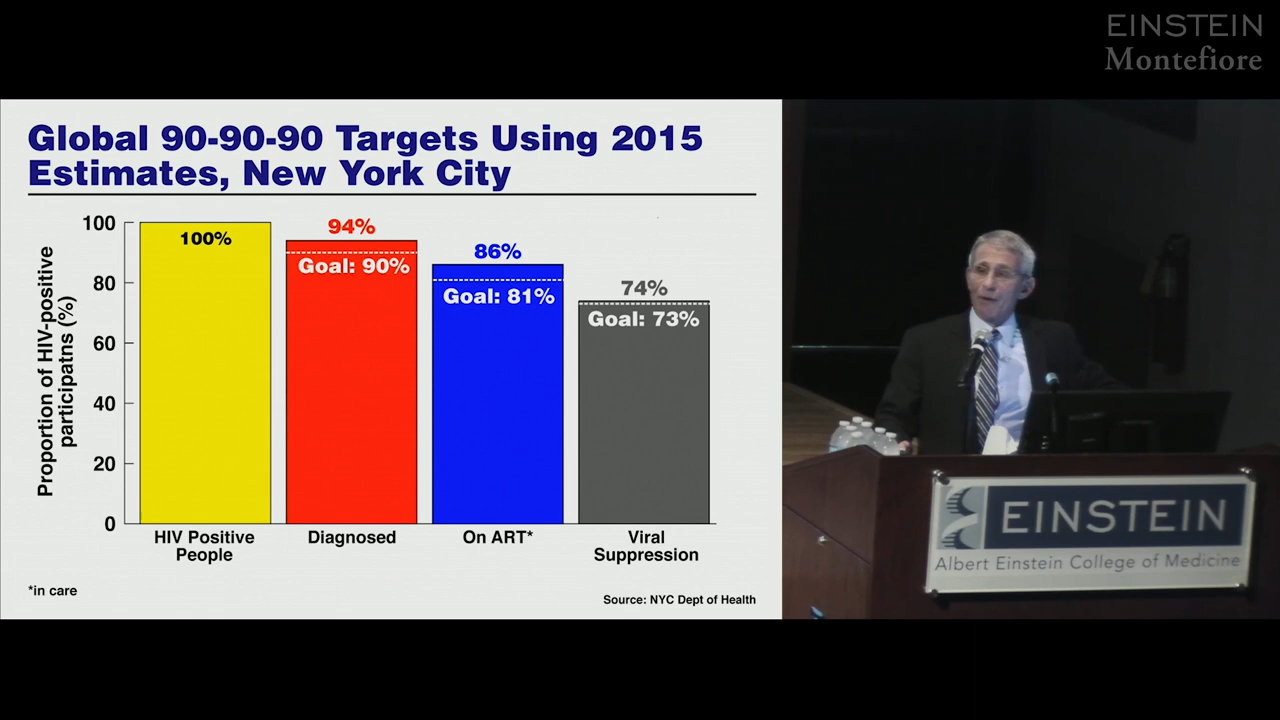 EINSTEIN
Montefiore
Global 90-90-90 Targets Using 2015
Estimates, New York City
Proportion of HIV-positive
participatns (%)
100
80
60
40
20
0
100%
94%
Goal: 90%
86%
Goal: 81%
74%
Goal: 73%
HIV Positive
People
Diagnosed
On ART*
Viral
Suppression
*in care
Source: NYC Dept of Health
EINSTEIN
Albert Einstein College of Medicine